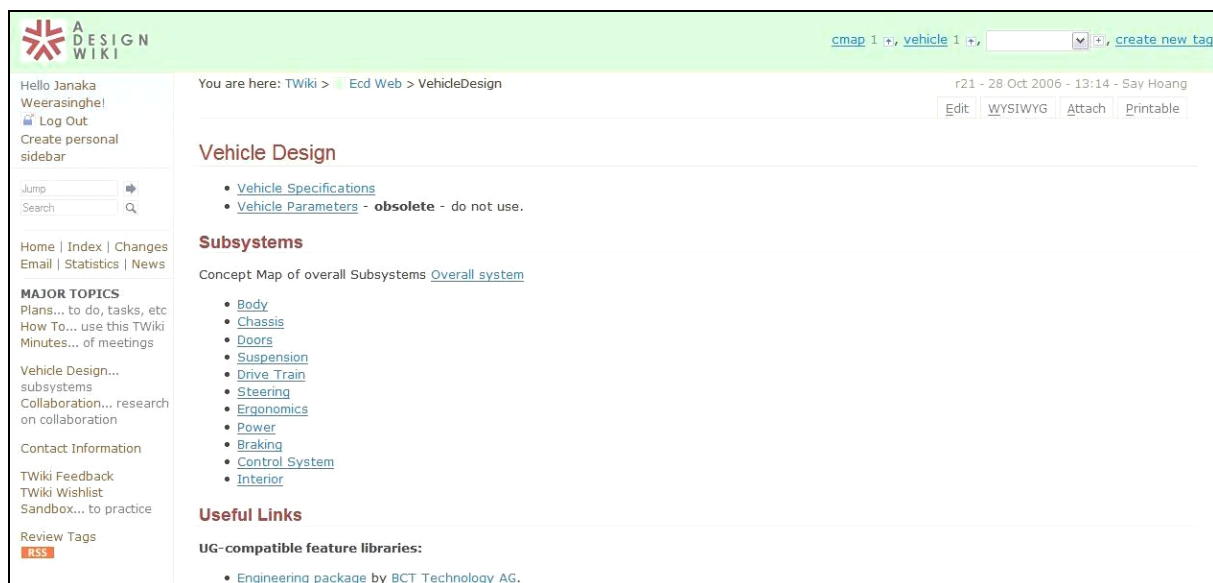 A
DESIGN
WIKI
cmap 1 +, vehicle 1 +, +, create new tag
Hello Janaka
Weerasinghe!
Log Out
Create personal
sidebar
Jump
Search
Home | Index | Changes
Email | Statistics | News
MAJOR TOPICS
Plans... to do, tasks, etc
How To... use this TWiki
Minutes... of meetings
Vehicle Design...
subsystems
Collaboration... research
on collaboration
Contact Information
TWiki Feedback
TWiki Wishlist
Sandbox... to practice
Review Tags
RSS
You are here: TWiki > Ecd Web > VehicleDesign
r21 - 28 Oct 2006 - 13:14 - Say Hoang
Edit WYSIWYG Attach Printable
Vehicle Design
• Vehicle Specifications
• Vehicle Parameters - obsolete - do not use.
Subsystems
Concept Map of overall Subsystems Overall system
• Body
• Chassis
• Doors
• Suspension
• Drive Train
• Steering
• Ergonomics
• Power
• Braking
• Control System
• Interior
Useful Links
UG-compatible feature libraries:
• Engineering package by BCT Technology AG.